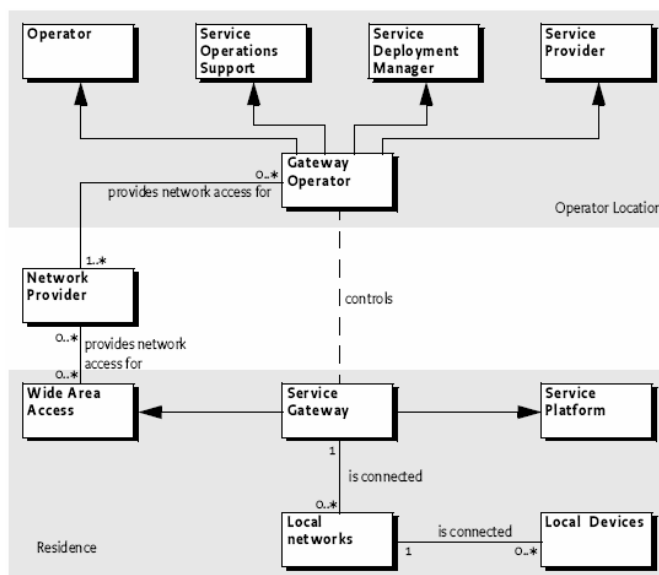 Operator
Service
Operations
Support
Service
Deployment
Manager
Service
Provider
0..*
provides network access for
Gateway
Operator
Operator Location
1..*
Network
Provider
controls
0..*
provides network
access for
0..*
Wide Area
Access
Service
Gateway
Service
Platform
1
is connected
0..*
Local
networks
is connected
1
0..*
Local Devices
Residence